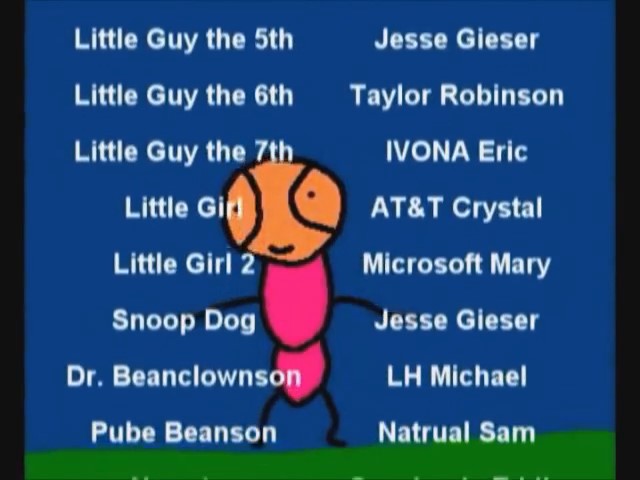 Little Guy the 5th Jesse Gieser
Little Guy the 6th Taylor Robinson
Little Guy the 7th IVONA Eric
Little Girl AT&T Crystal
Little Girl 2 Microsoft Mary
Snoop Dog Jesse Gieser
Dr. Beanclownson LH Michael
Pube Beanson Natrual Sam